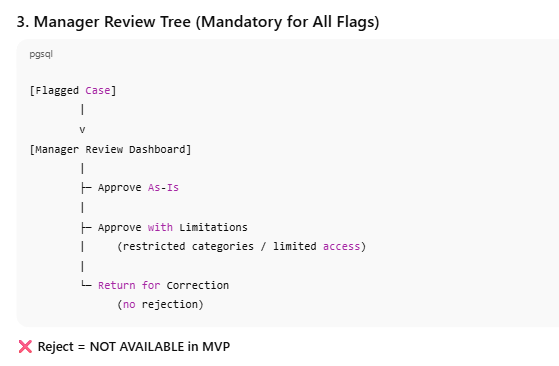 3. Manager Review Tree (Mandatory for All Flags)
pgsql
[Flagged Case]
|
v
[Manager Review Dashboard]
|
├─ Approve As-Is
|
├─ Approve with Limitations
|     (restricted categories / limited access)
|
└─ Return for Correction
(no rejection)
❌ Reject = NOT AVAILABLE in MVP